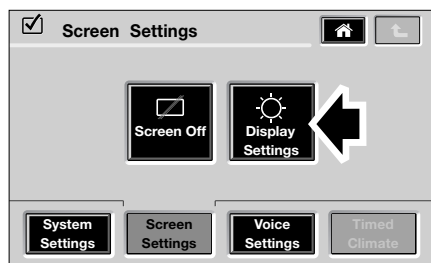 Screen Settings
Screen Off
Display
Settings
System
Settings
Screen
Settings
Voice
Settings
Timed
Climate